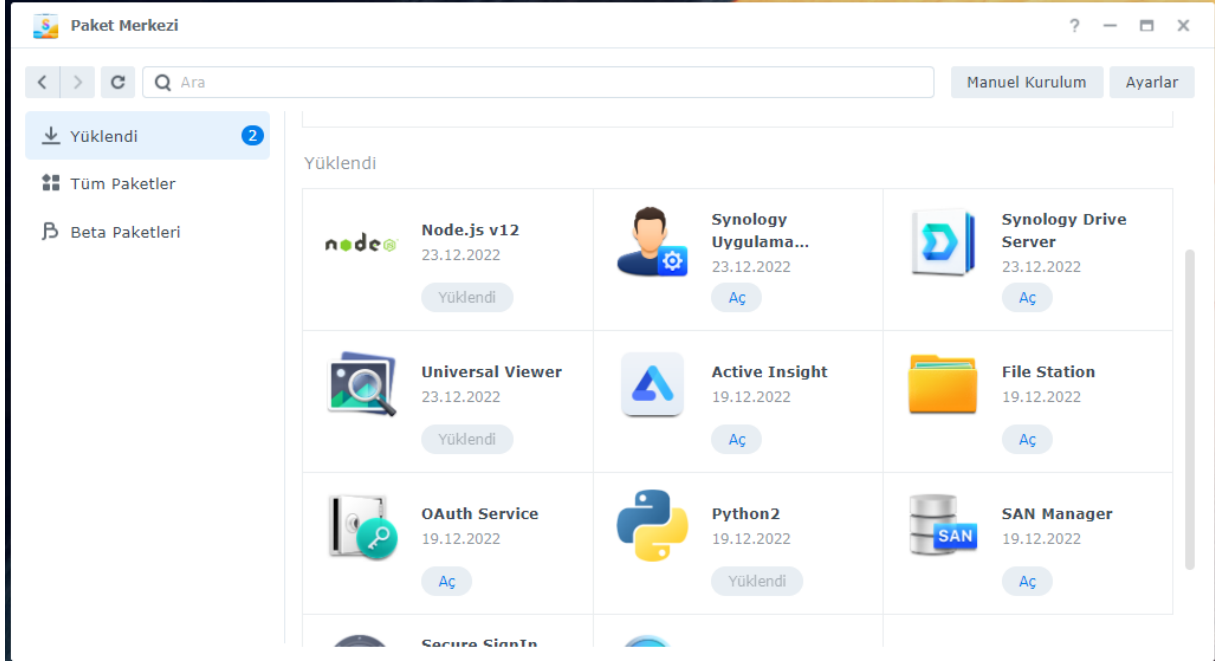 Paket Merkezi
?
Ara
Manuel Kurulum
Ayarlar
Yüklendi
2
Tüm Paketler
Beta Paketleri
Yüklendi
node
Node.js v12
23.12.2022
Yüklendi
Synology
Uygulama...
23.12.2022
Aç
Synology Drive
Server
23.12.2022
Aç
Universal Viewer
23.12.2022
Yüklendi
Active Insight
19.12.2022
Aç
File Station
19.12.2022
Aç
OAuth Service
19.12.2022
Aç
Python2
19.12.2022
Yüklendi
SAN
SAN Manager
19.12.2022
Aç
Secure SignIn